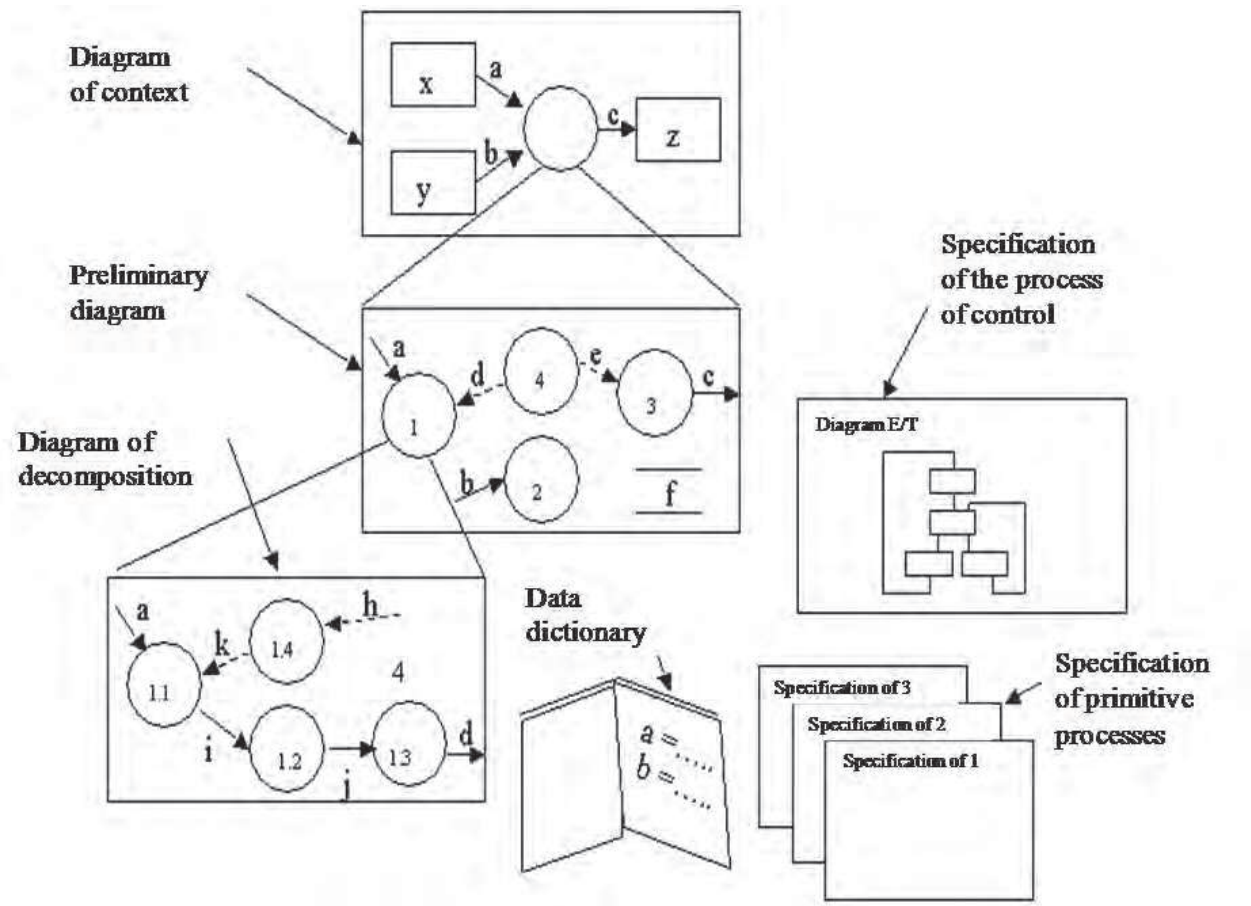 Diagram
of context
x
a
y
b
c
z
Preliminary
diagram
a
1
d
4
e
3
c
b
2
f
Specification
of the process
of control
Diagram E/T
Diagram of
decomposition
a
1.1
k
1.4
h
4
i
1.2
j
1.3
d
Data
dictionary
a = .....
b = .....
Specification of 3
Specification of 2
Specification of 1
Specification
of primitive
processes